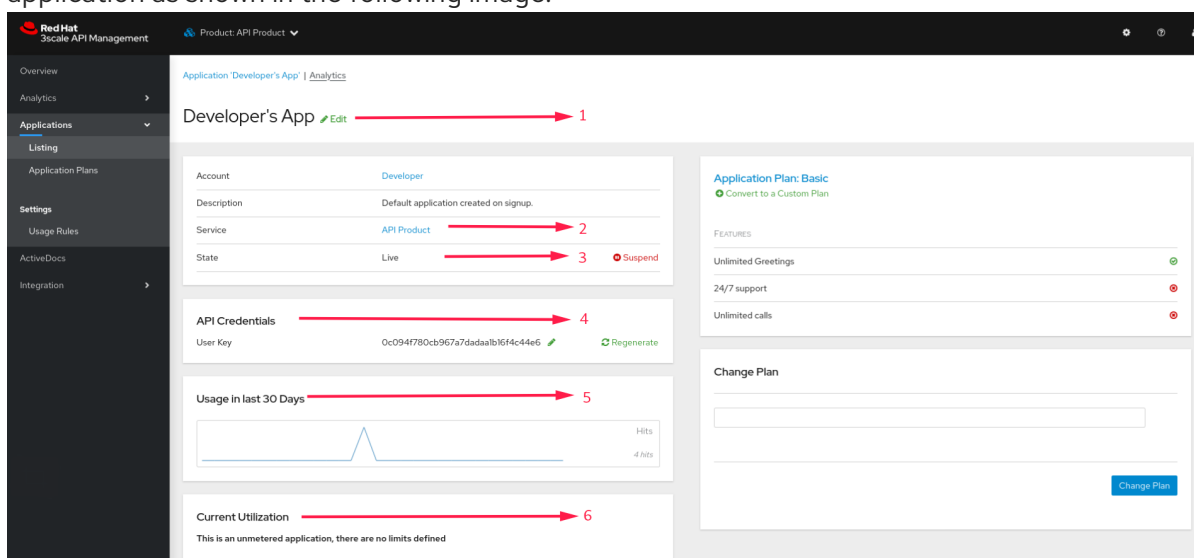 application as shown in the following image.
Red Hat
3scale API Management
Product: API Product
Overview
Analytics
Applications
Listing
Application Plans
Settings
Usage Rules
ActiveDocs
Integration
Application 'Developer's App' | Analytics
Developer's App Edit 1
Account Developer
Description Default application created on signup.
Service API Product 2
State Live 3 Suspend
API Credentials 4
User Key 0c094f780cb967a7dadaa1b16f4c44e6 Regenerate
Usage in last 30 Days 5
Hits
4 hits
Current Utilization 6
This is an unmetered application, there are no limits defined
Application Plan: Basic
Convert to a Custom Plan
FEATURES
Unlimited Greetings
24/7 support
Unlimited calls
Change Plan
Change Plan